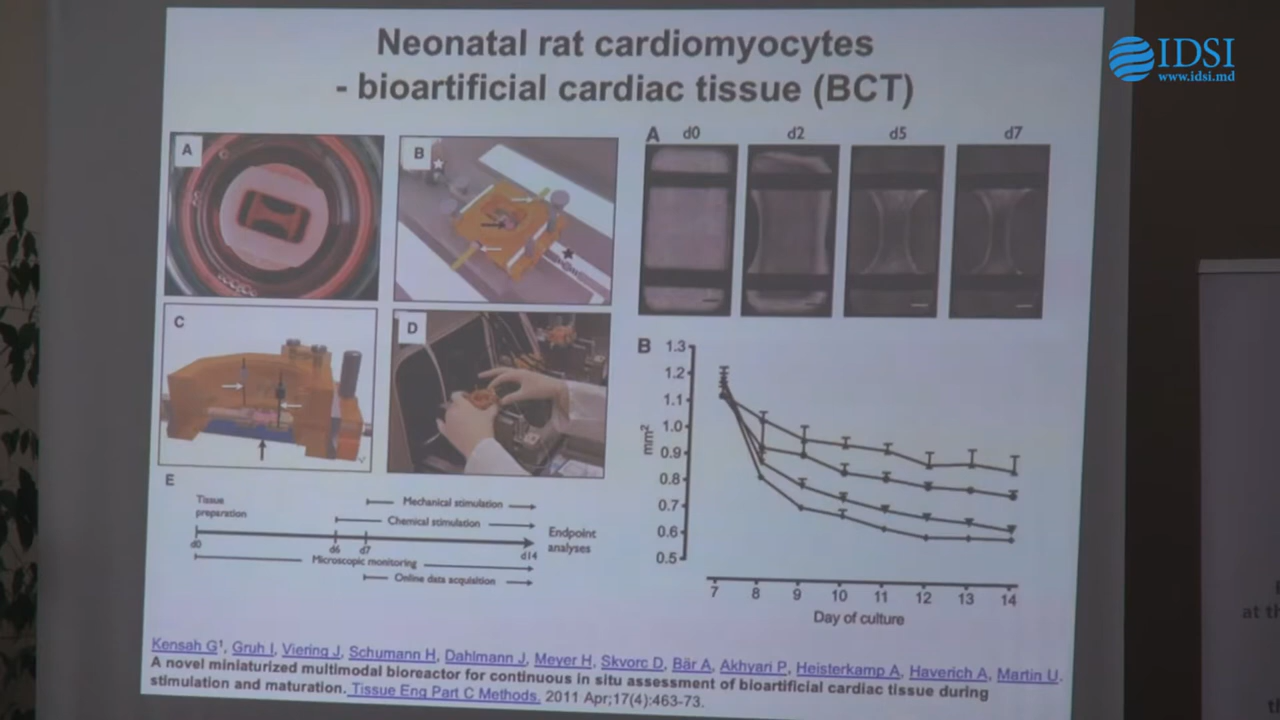 Neonatal rat cardiomyocytes
- bioartificial cardiac tissue (BCT)
IDSI
www.idsi.md
A
B
C
D
A d0 d2 d5 d7
B
1.3
1.2
1.1
1.0
0.9
0.8
0.7
0.6
0.5
mm²
7 8 9 10 11 12 13 14
Day of culture
E
Tissue
preparation
Mechanical stimulation
Chemical stimulation
Endpoint
analyses
d0 d6 d7 d14
Microscopic monitoring
Online data acquisition
Kensah G¹, Gruh I, Viering J, Schumann H, Dahlmann J, Meyer H, Skvorc D, Bär A, Akhyari P, Heisterkamp A, Haverich A, Martin U.
A novel miniaturized multimodal bioreactor for continuous in situ assessment of bioartificial cardiac tissue during
stimulation and maturation. Tissue Eng Part C Methods. 2011 Apr;17(4):463-73.
at th